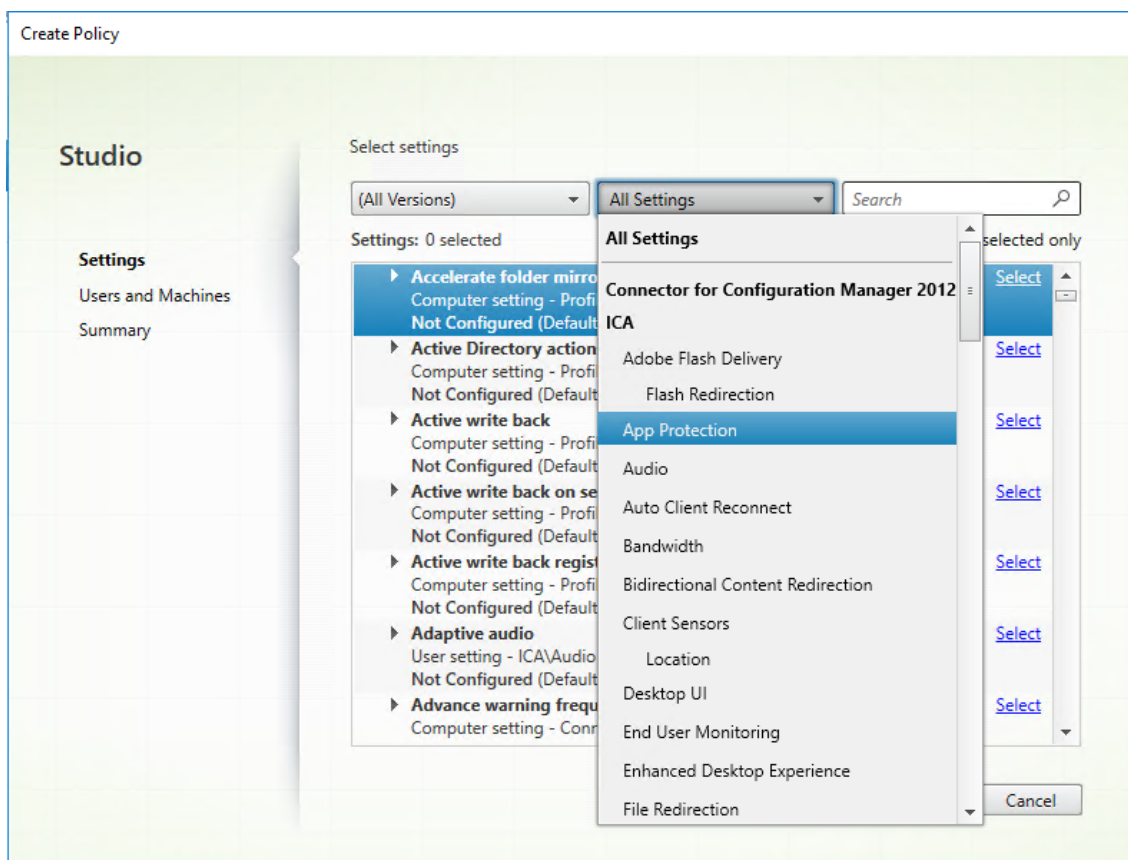 Create Policy
Studio
Settings
Users and Machines
Summary
Select settings
(All Versions)
All Settings
Search
Settings: 0 selected
selected only
Accelerate folder mirro
Computer setting - Profi
Not Configured (Default
Select
Active Directory action
Computer setting - Profi
Not Configured (Default
Select
Active write back
Computer setting - Profi
Not Configured (Default
Select
Active write back on se
Computer setting - Profi
Not Configured (Default
Select
Active write back regist
Computer setting - Profi
Not Configured (Default
Select
Adaptive audio
User setting - ICA\Audio
Not Configured (Default
Select
Advance warning frequ
Computer setting - Conn
Select
All Settings
Connector for Configuration Manager 2012
ICA
Adobe Flash Delivery
Flash Redirection
App Protection
Audio
Auto Client Reconnect
Bandwidth
Bidirectional Content Redirection
Client Sensors
Location
Desktop UI
End User Monitoring
Enhanced Desktop Experience
File Redirection
Cancel